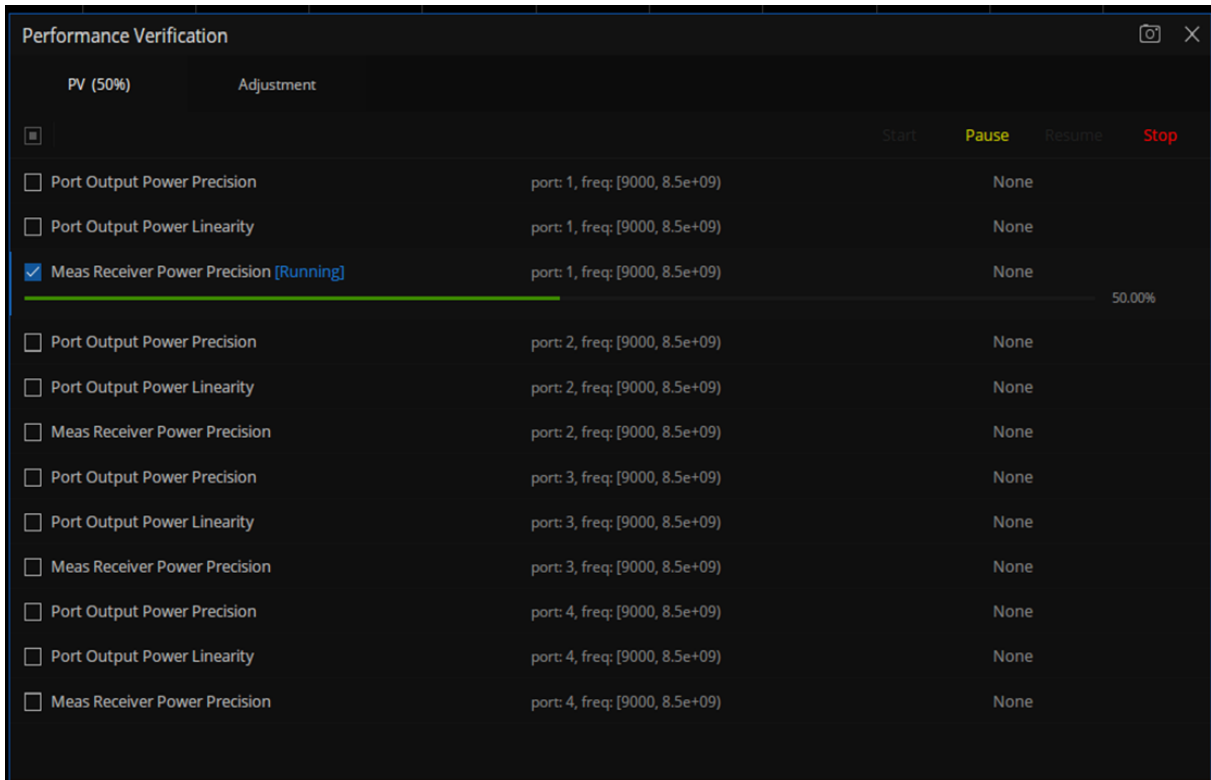 Performance Verification
PV (50%) Adjustment
Start Pause Resume Stop
Port Output Power Precision port: 1, freq: [9000, 8.5e+09) None
Port Output Power Linearity port: 1, freq: [9000, 8.5e+09) None
Meas Receiver Power Precision [Running] port: 1, freq: [9000, 8.5e+09) None
50.00%
Port Output Power Precision port: 2, freq: [9000, 8.5e+09) None
Port Output Power Linearity port: 2, freq: [9000, 8.5e+09) None
Meas Receiver Power Precision port: 2, freq: [9000, 8.5e+09) None
Port Output Power Precision port: 3, freq: [9000, 8.5e+09) None
Port Output Power Linearity port: 3, freq: [9000, 8.5e+09) None
Meas Receiver Power Precision port: 3, freq: [9000, 8.5e+09) None
Port Output Power Precision port: 4, freq: [9000, 8.5e+09) None
Port Output Power Linearity port: 4, freq: [9000, 8.5e+09) None
Meas Receiver Power Precision port: 4, freq: [9000, 8.5e+09) None